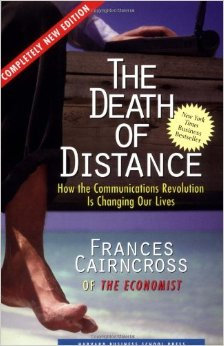 COMPLETELY NEW EDITION
THE
DEATH
OF
DISTANCE
New York
Times
Business
Bestseller
How the Communications Revolution
Is Changing Our Lives
FRANCES
CAIRNCROSS
OF THE ECONOMIST
HARVARD BUSINESS SCHOOL PRESS